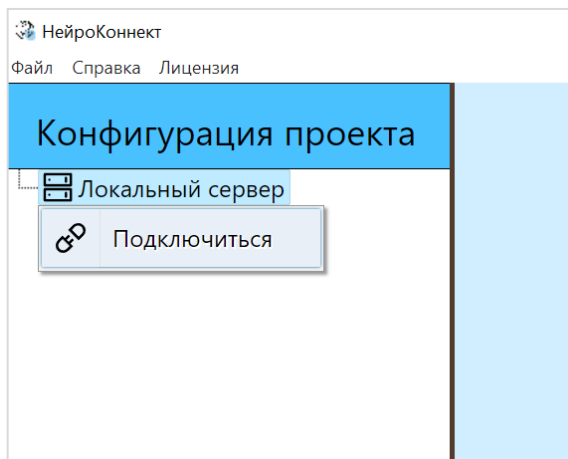 НейроКоннект
Файл Справка Лицензия
Конфигурация проекта
Локальный сервер
Подключиться